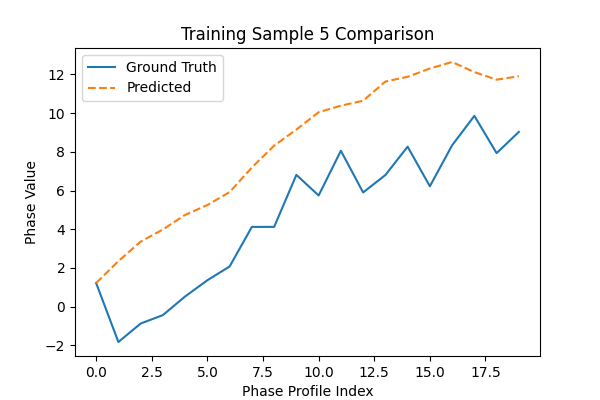 Training Sample 5 Comparison
Ground Truth
Predicted
12
10
8
6
4
2
0
−2
Phase Value
0.0 2.5 5.0 7.5 10.0 12.5 15.0 17.5
Phase Profile Index